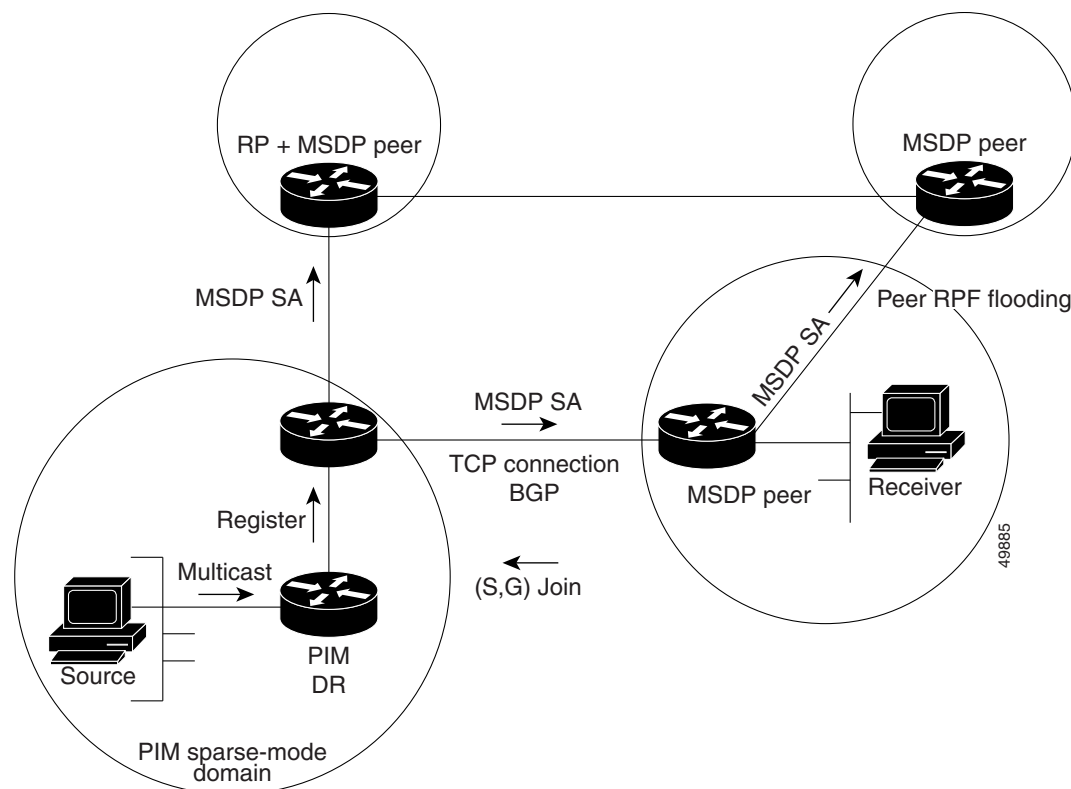 RP + MSDP peer
MSDP peer
MSDP SA
Peer RPF flooding
MSDP SA
MSDP SA
TCP connection
BGP
MSDP peer
Receiver
Register
49885
Multicast
(S,G) Join
Source
PIM
DR
PIM sparse-mode
domain